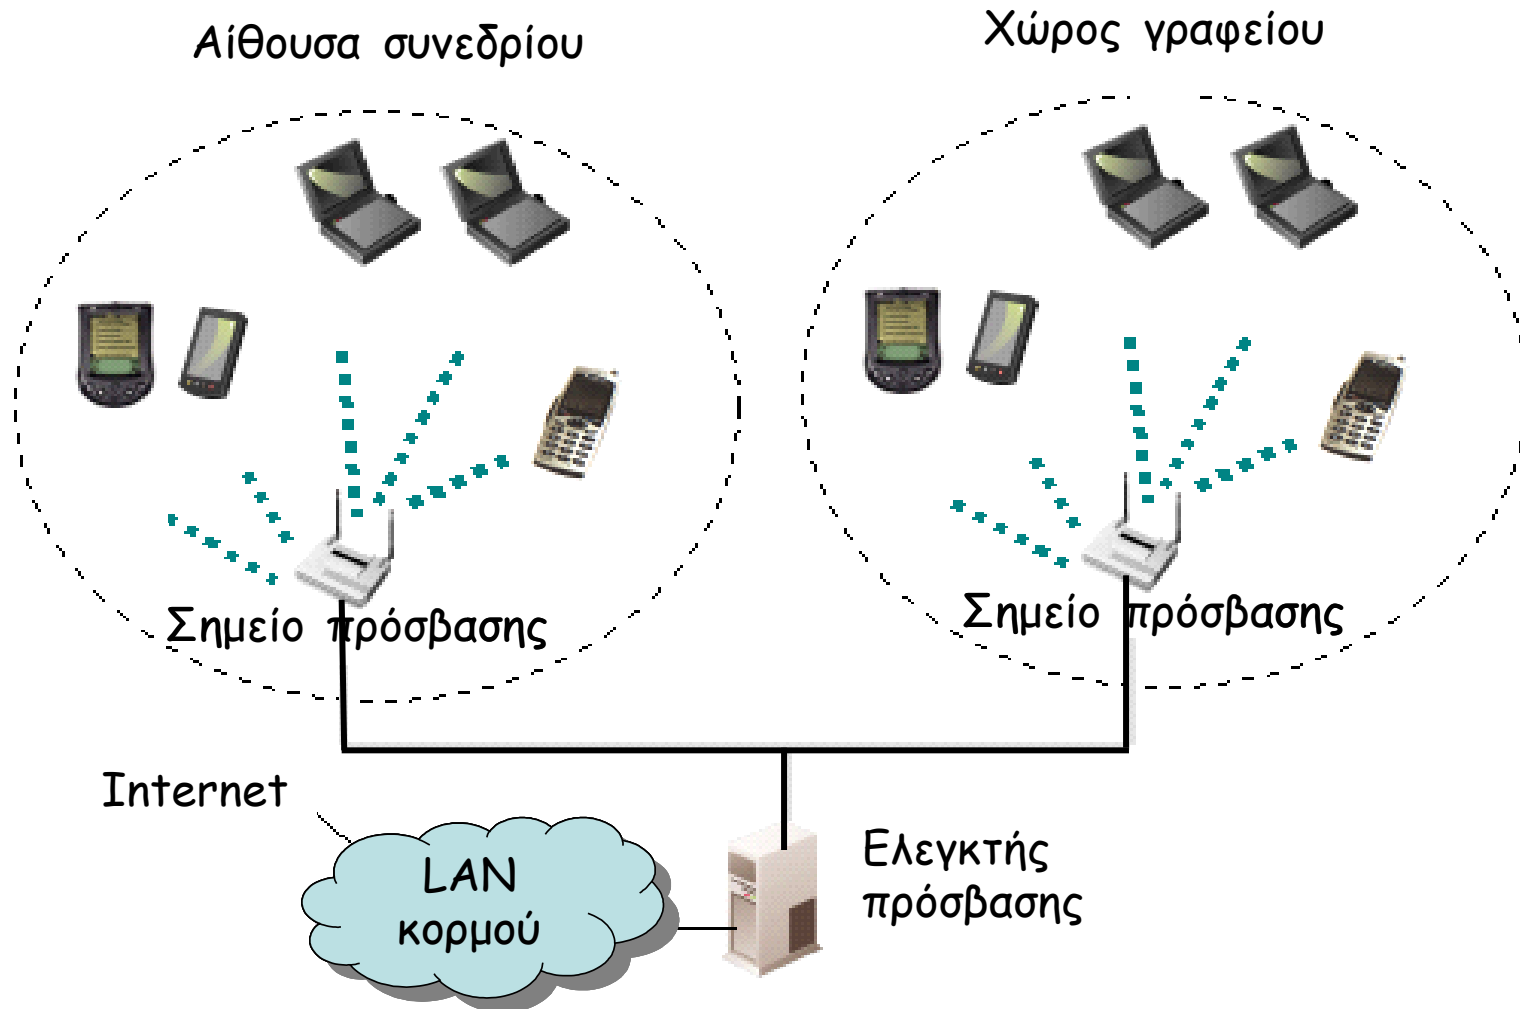 Αίθουσα συνεδρίου
Χώρος γραφείου
Σημείο πρόσβασης
Σημείο πρόσβασης
Internet
LAN
κορμού
Ελεγκτής
πρόσβασης